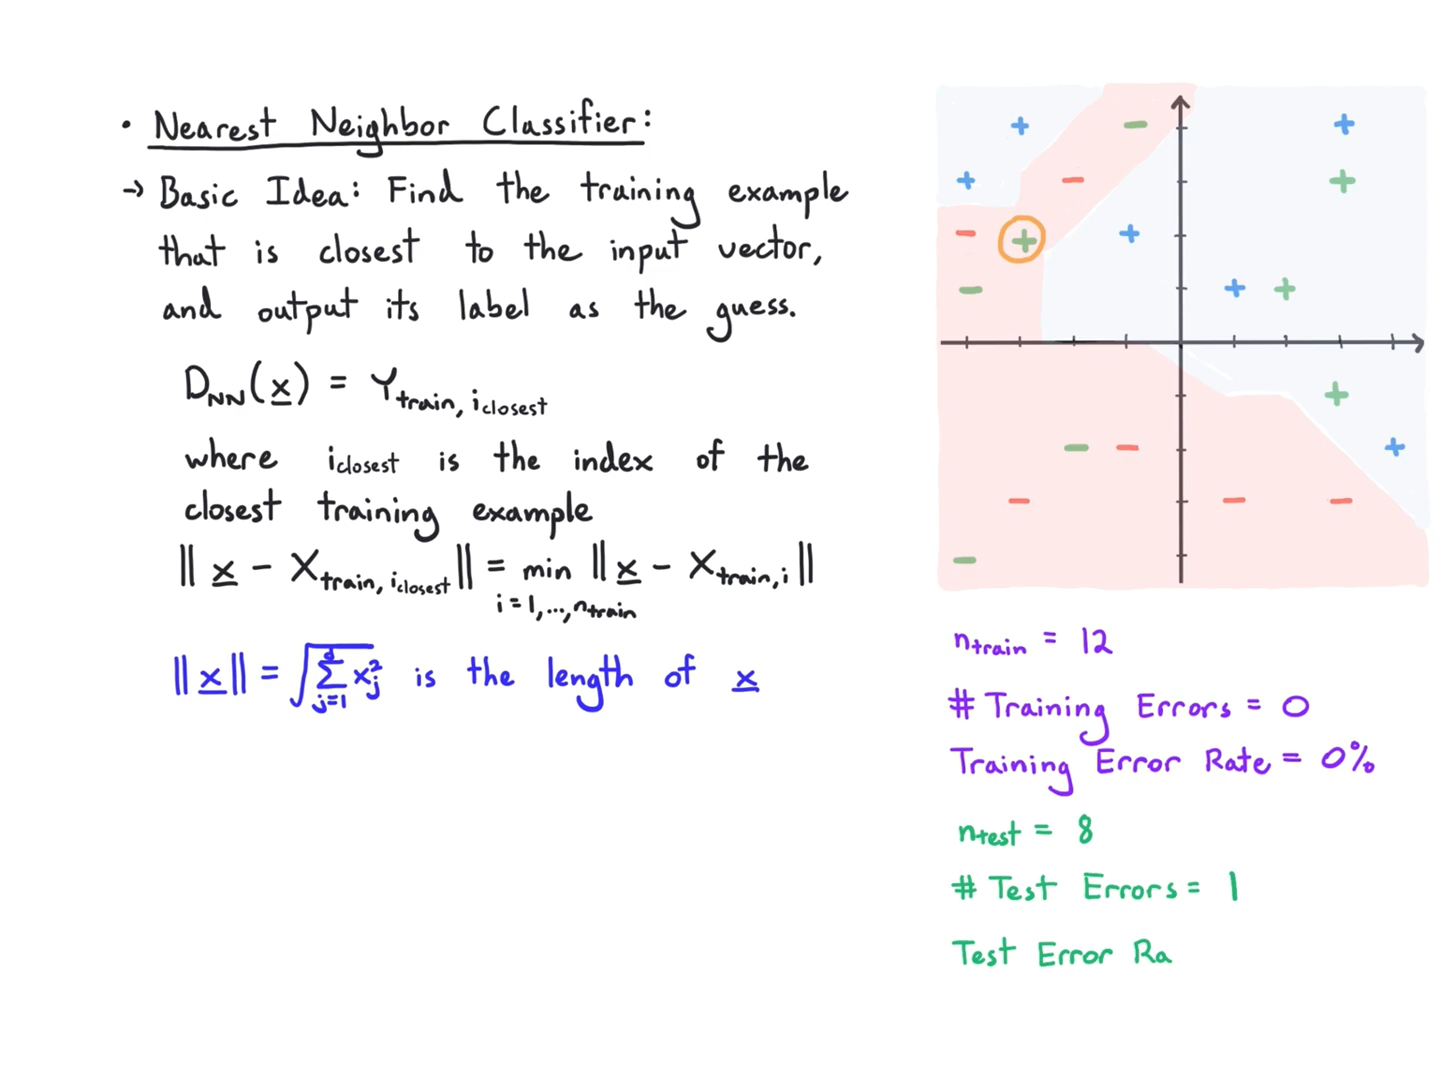 • Nearest Neighbor Classifier:
→ Basic Idea: Find the training example
that is closest to the input vector,
and output its label as the guess.
D_NN(x) = Y_train, i_closest
where i_closest is the index of the
closest training example
|| x - X_train, i_closest || = min || x - X_train, i ||
i = 1, ..., n_train
|| x || = √∑ x_j^2 is the length of x
d
j=1
n_train = 12
# Training Errors = 0
Training Error Rate = 0%
n_test = 8
# Test Errors = 1
Test Error Ra